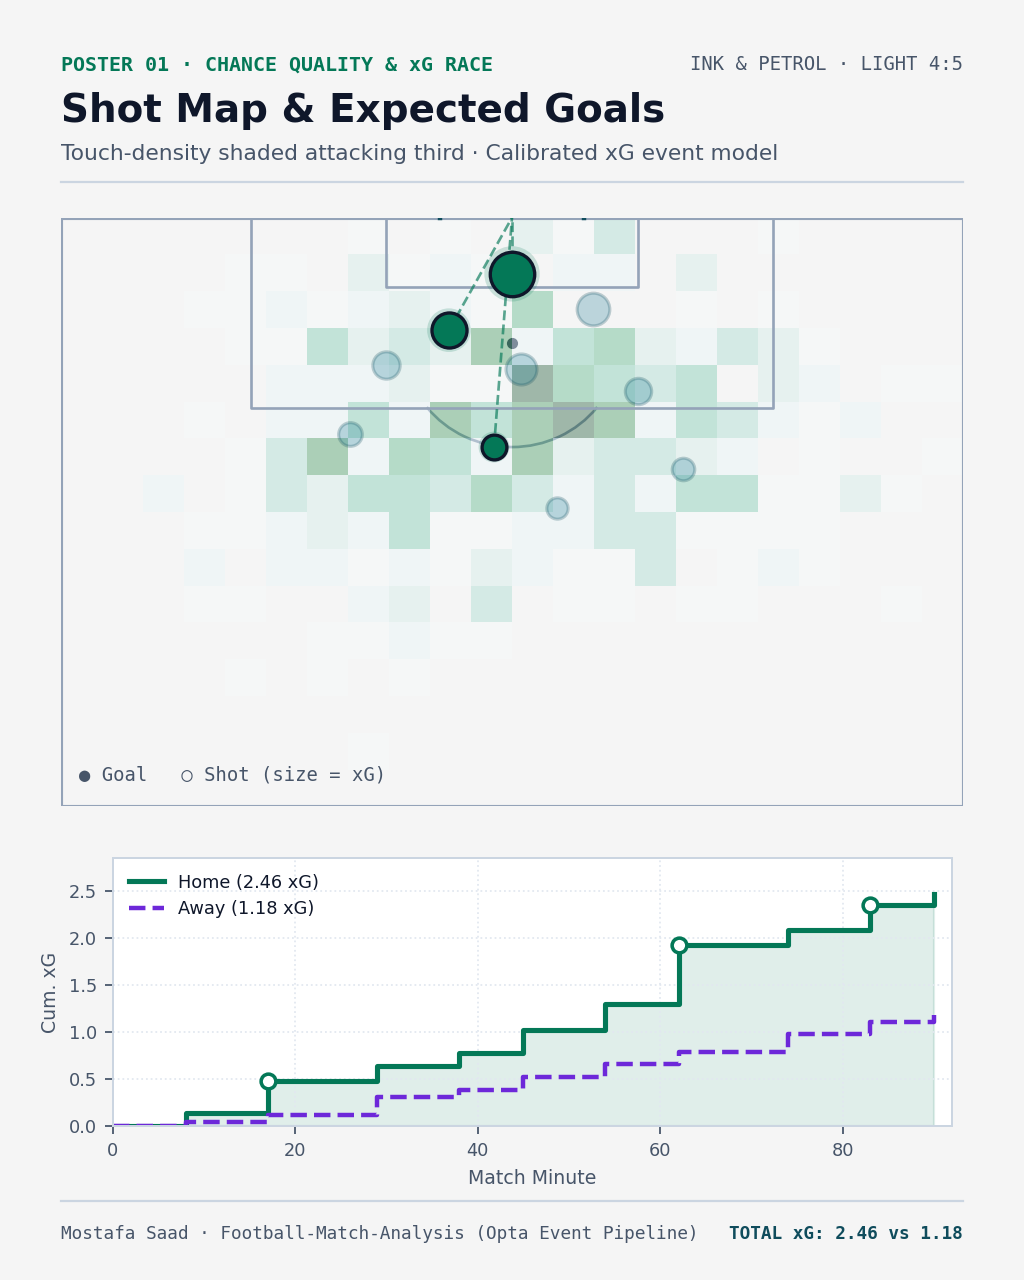 POSTER 01 · CHANCE QUALITY & xG RACE
INK & PETROL · LIGHT 4:5
Shot Map & Expected Goals
Touch-density shaded attacking third · Calibrated xG event model
● Goal ○ Shot (size = xG)
Home (2.46 xG)
Away (1.18 xG)
2.5
2.0
1.5
1.0
0.5
0.0
Cum. xG
0 20 40 60 80
Match Minute
Mostafa Saad · Football-Match-Analysis (Opta Event Pipeline)
TOTAL xG: 2.46 vs 1.18